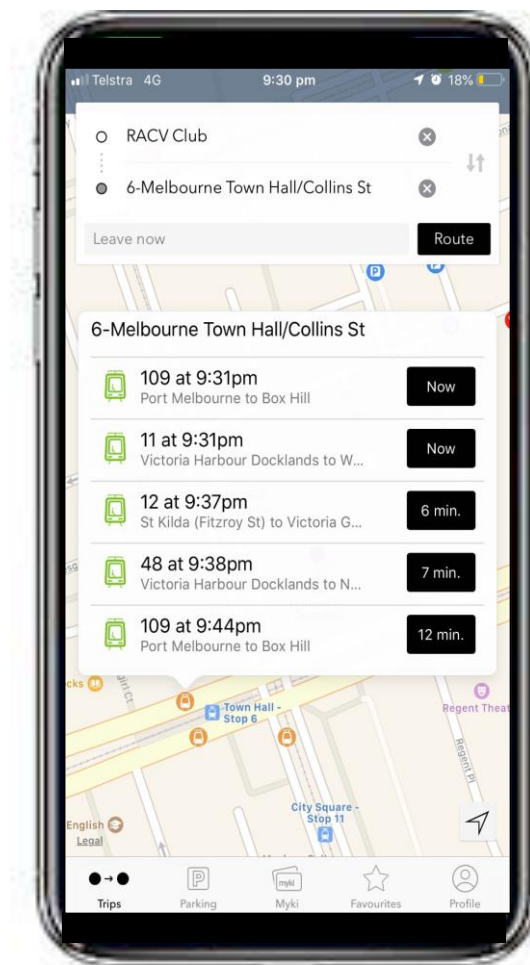 Telstra 4G 9:30 pm 18%
RACV Club
6-Melbourne Town Hall/Collins St
Leave now
Route
P
6-Melbourne Town Hall/Collins St
109 at 9:31pm
Port Melbourne to Box Hill
Now
11 at 9:31pm
Victoria Harbour Docklands to W...
Now
12 at 9:37pm
St Kilda (Fitzroy St) to Victoria G...
6 min.
48 at 9:38pm
Victoria Harbour Docklands to N...
7 min.
109 at 9:44pm
Port Melbourne to Box Hill
12 min.
Town Hall -
Stop 6
Regent Theat
Regent Pl
City Square -
Stop 11
English
Legal
P
myki
Trips
Parking
Myki
Favourites
Profile